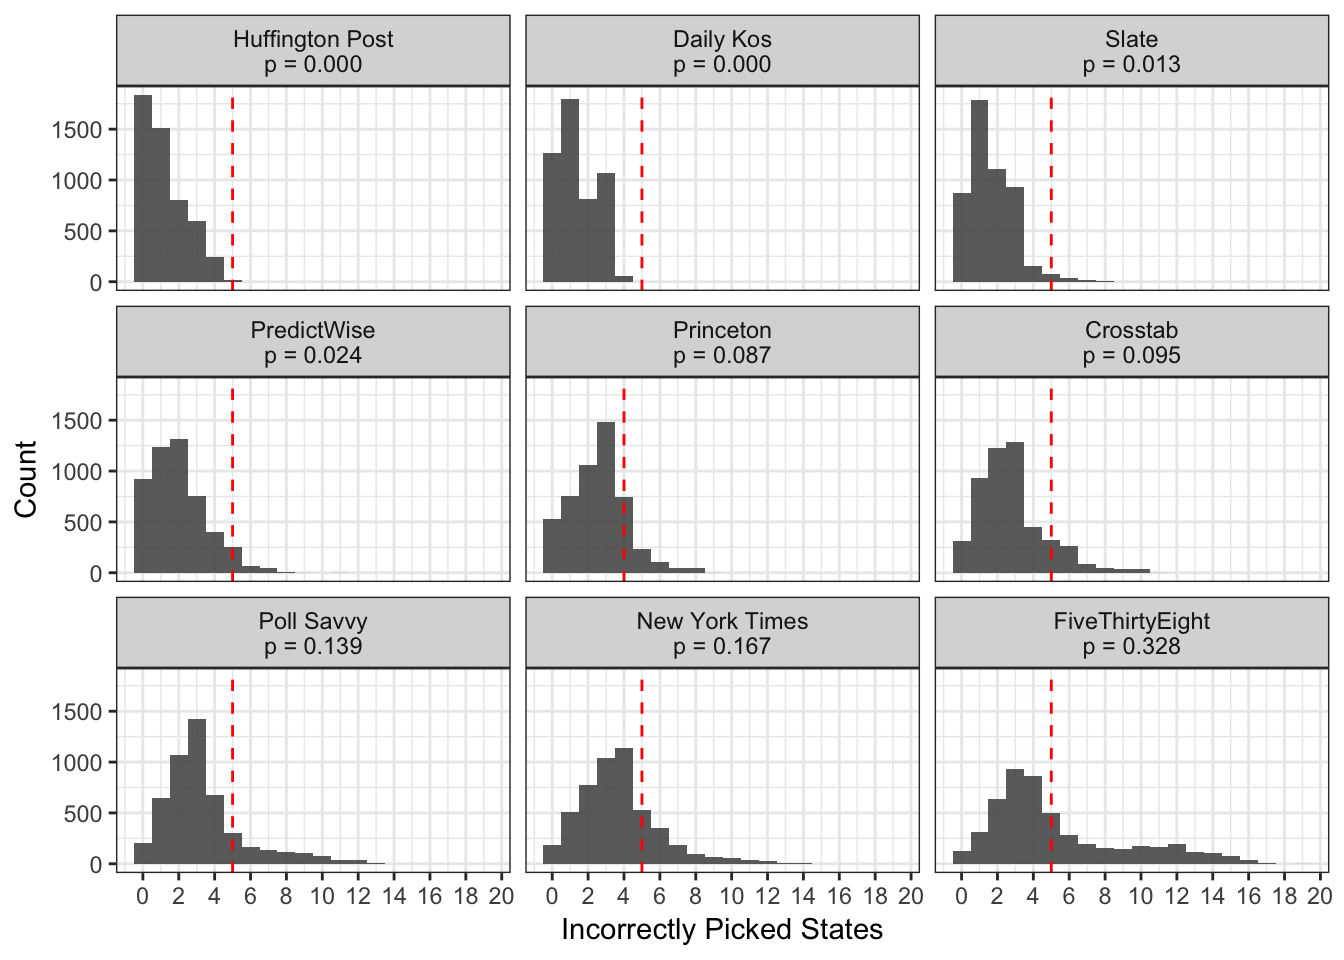 Huffington Post
p = 0.000
Daily Kos
p = 0.000
Slate
p = 0.013
1500
1000
500
0
PredictWise
p = 0.024
Princeton
p = 0.087
Crosstab
p = 0.095
1500
1000
500
0
Count
Poll Savvy
p = 0.139
New York Times
p = 0.167
FiveThirtyEight
p = 0.328
1500
1000
500
0
0 2 4 6 8 10 12 14 16 18 20
0 2 4 6 8 10 12 14 16 18 20
0 2 4 6 8 10 12 14 16 18 20
Incorrectly Picked States